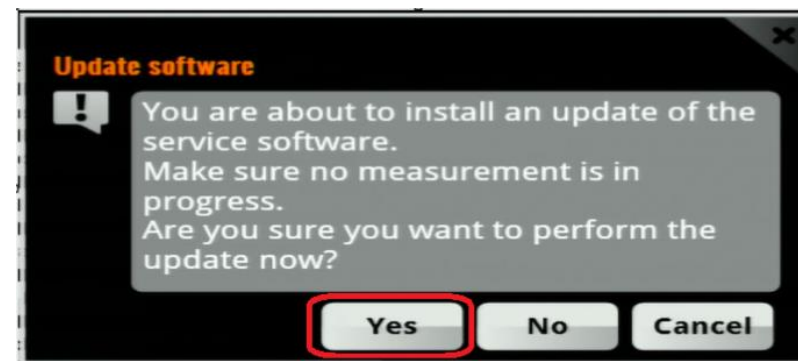 Update software
You are about to install an update of the
service software.
Make sure no measurement is in
progress.
Are you sure you want to perform the
update now?
Yes No Cancel